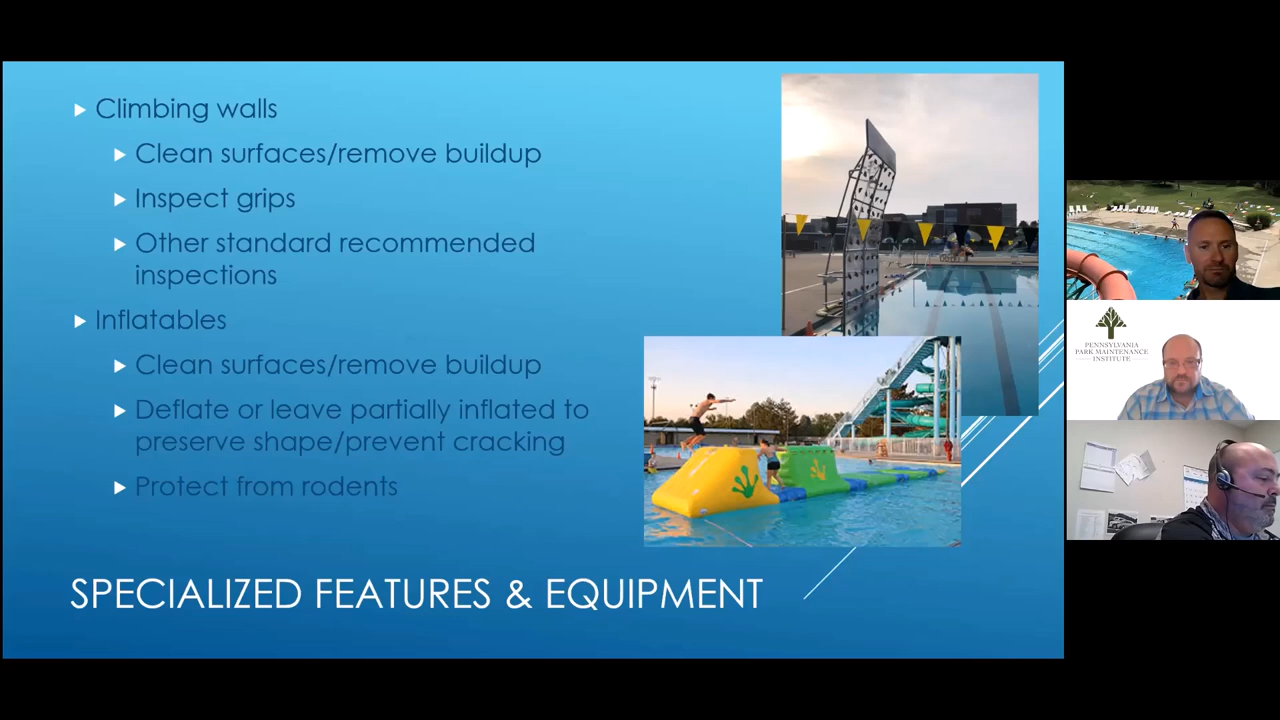 Climbing walls
Clean surfaces/remove buildup
Inspect grips
Other standard recommended
inspections
Inflatables
Clean surfaces/remove buildup
Deflate or leave partially inflated to
preserve shape/prevent cracking
Protect from rodents
SPECIALIZED FEATURES & EQUIPMENT
PENNSYLVANIA
PARK MAINTENANCE
INSTITUTE